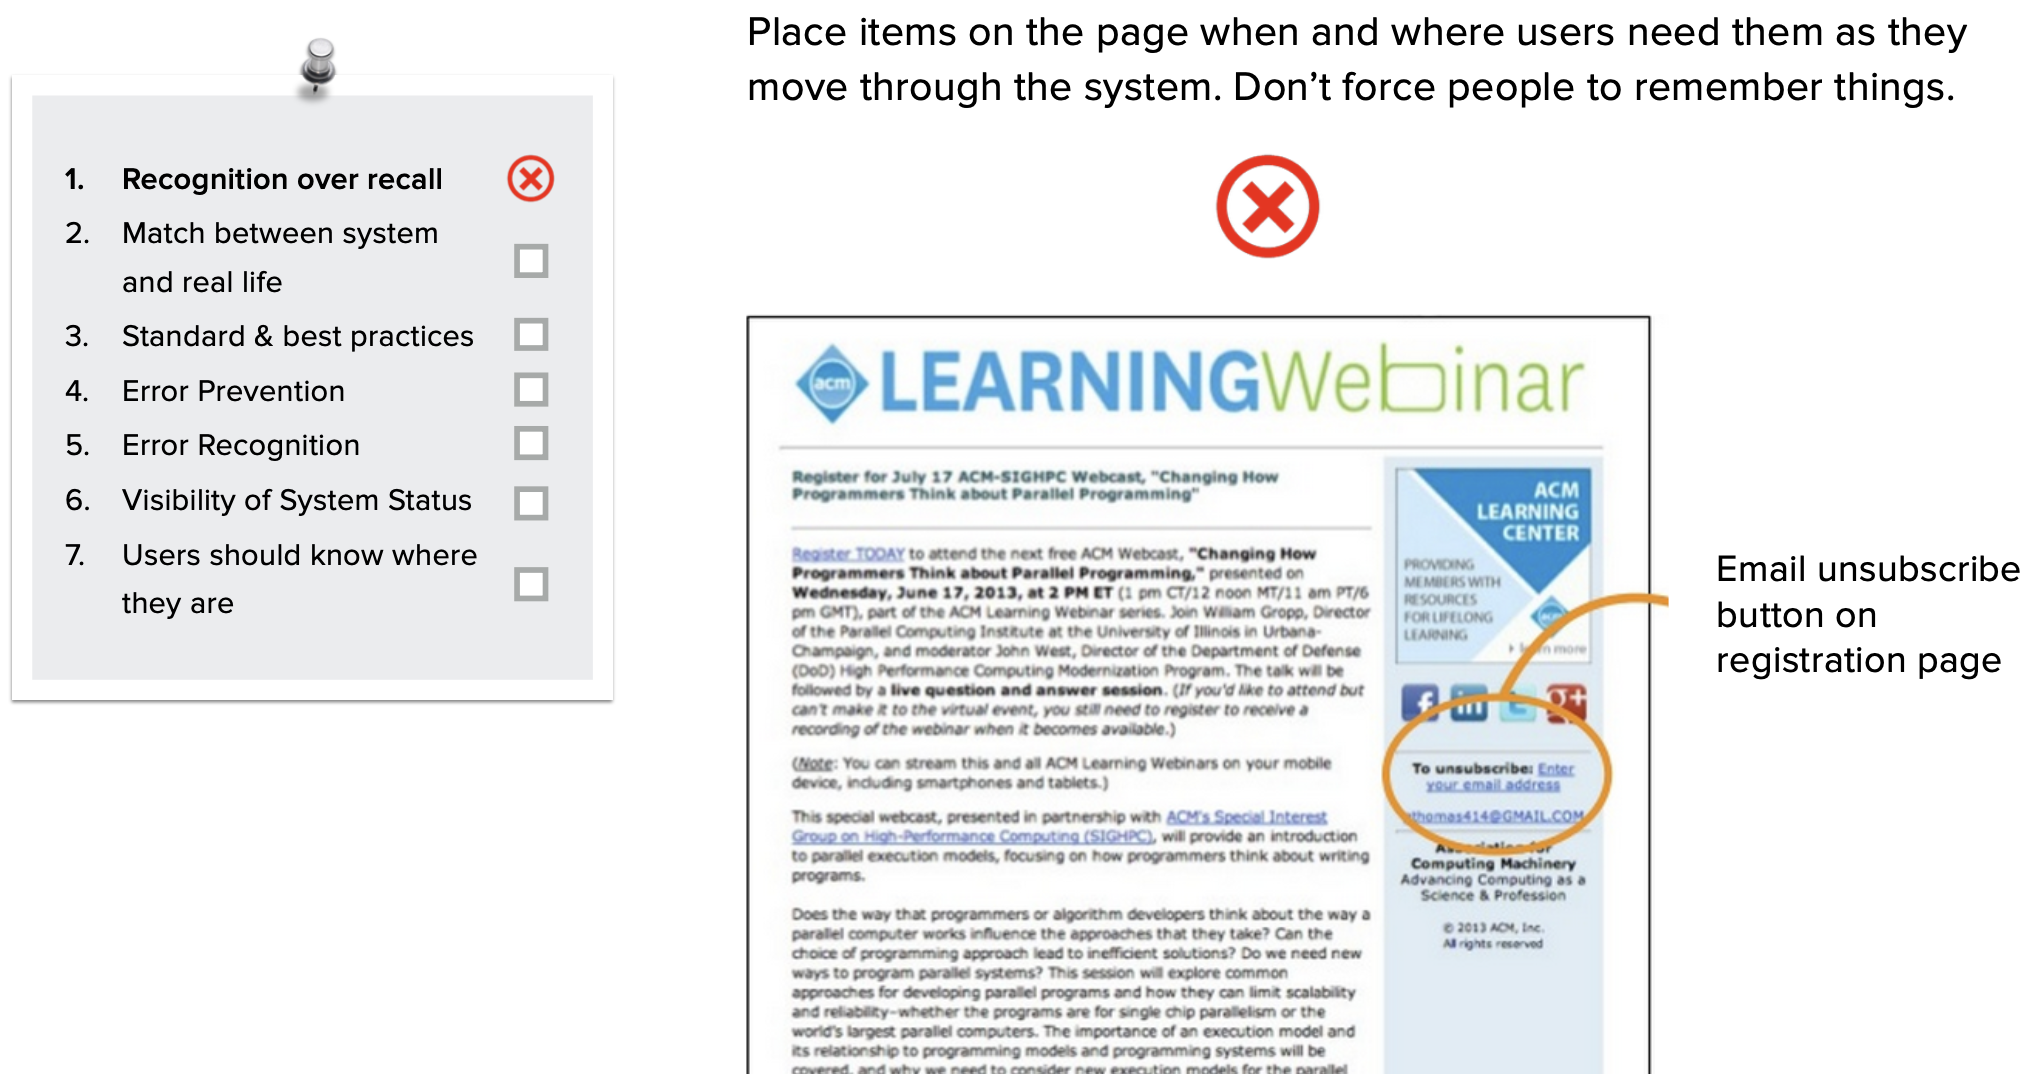 Place items on the page when and where users need them as they
move through the system. Don't force people to remember things.
1. Recognition over recall
2. Match between system
and real life
3. Standard & best practices
4. Error Prevention
5. Error Recognition
6. Visibility of System Status
7. Users should know where
they are
acm LEARNINGWebinar
Register for July 17 ACM-SIGHPC Webcast, "Changing How
Programmers Think about Parallel Programming"
Register TODAY to attend the next free ACM Webcast, "Changing How
Programmers Think about Parallel Programming," presented on
Wednesday, June 17, 2013, at 2 PM ET (1 pm CT/12 noon MT/11 am PT/6
pm GMT), part of the ACM Learning Webinar series. Join William Gropp, Director
of the Parallel Computing Institute at the University of Illinois in Urbana-
Champaign, and moderator John West, Director of the Department of Defense
(DoD) High Performance Computing Modernization Program. The talk will be
followed by a live question and answer session. (If you'd like to attend but
can't make it to the virtual event, you still need to register to receive a
recording of the webinar when it becomes available.)
(Note: You can stream this and all ACM Learning Webinars on your mobile
device, including smartphones and tablets.)
This special webcast, presented in partnership with ACM's Special Interest
Group on High-Performance Computing (SIGHPC), will provide an introduction
to parallel execution models, focusing on how programmers think about writing
programs.
Does the way that programmers or algorithm developers think about the way a
parallel computer works influence the approaches that they take? Can the
choice of programming approach lead to inefficient solutions? Do we need new
ways to program parallel systems? This session will explore common
approaches for developing parallel programs and how they can limit scalability
and reliability–whether the programs are for single chip parallelism or the
world's largest parallel computers. The importance of an execution model and
its relationship to programming models and programming systems will be
covered, and why we need to consider new execution models for the parallel
ACM
LEARNING
CENTER
PROVIDING
MEMBERS WITH
RESOURCES
FOR LIFELONG
LEARNING
acm
more
f in t g+
To unsubscribe: Enter
your email address
thomas414@GMAIL.COM
Association for
Computing Machinery
Advancing Computing as a
Science & Profession
© 2013 ACM, Inc.
All rights reserved
Email unsubscribe
button on
registration page